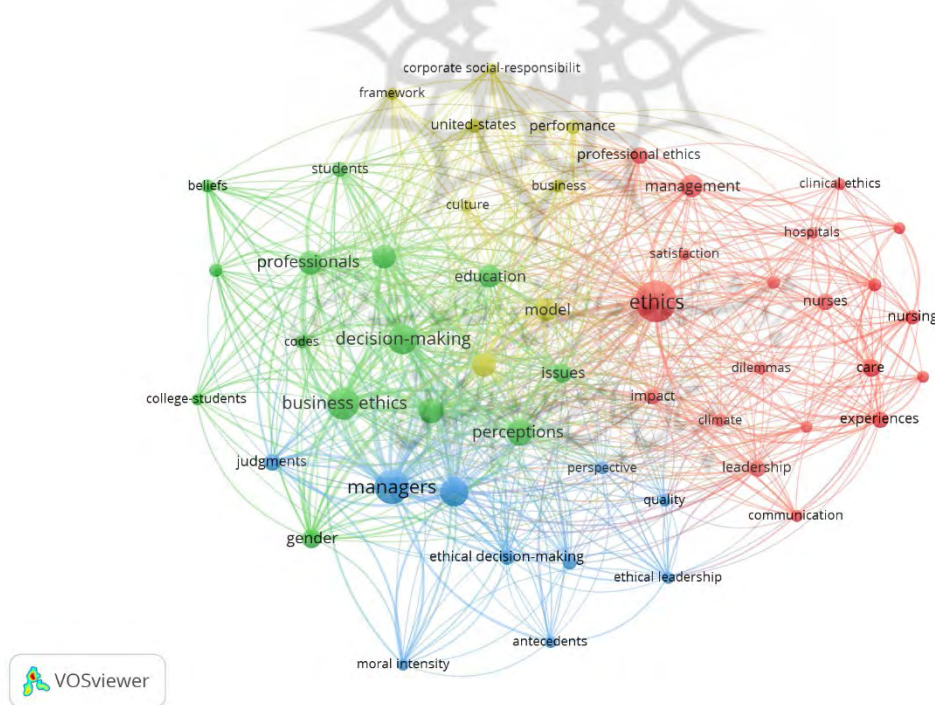 corporate social-responsibilit
framework
united-states
performance
professional ethics
students
beliefs
business
management
clinical ethics
culture
hospitals
professionals
satisfaction
education
ethics
nurses
model
nursing
codes
decision-making
issues
dilemmas
care
college-students
business ethics
impact
climate
experiences
perceptions
judgments
perspective
leadership
managers
quality
communication
gender
ethical decision-making
ethical leadership
antecedents
moral intensity
VOSviewer